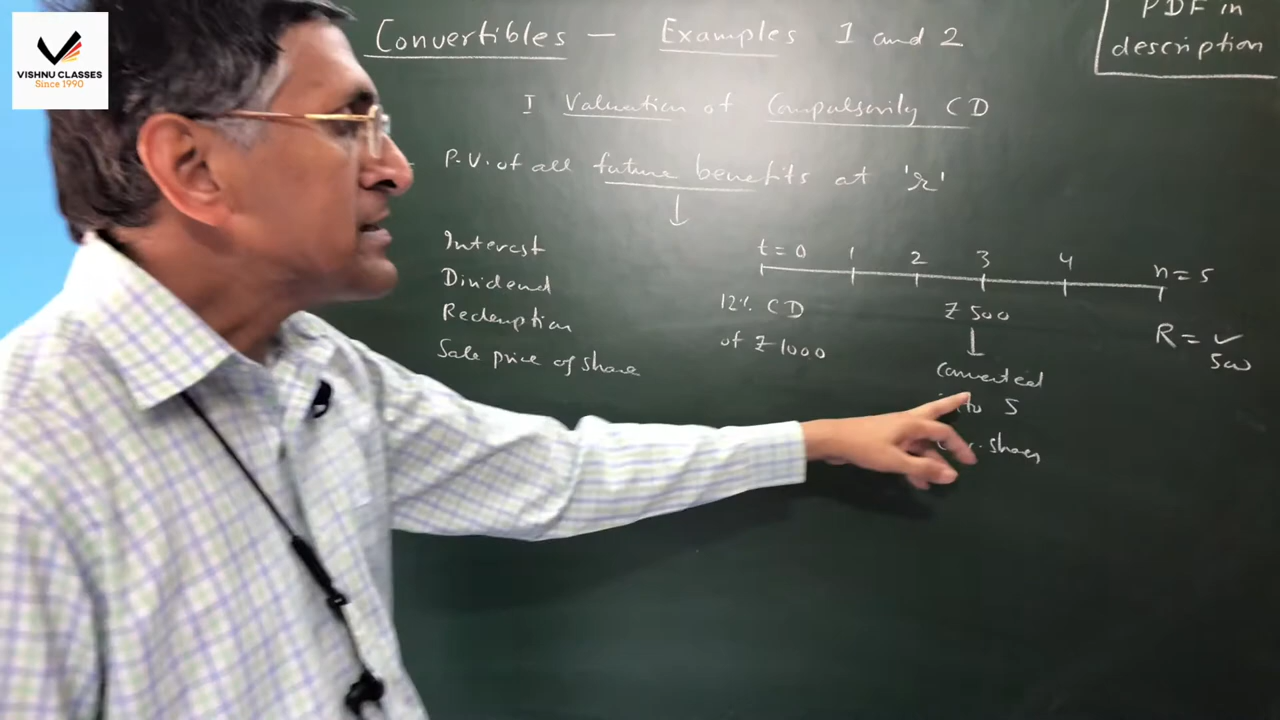 VISHNU CLASSES
Since 1990
PDF in
description
Convertibles — Examples 1 and 2
I Valuation of Compulsorily CD
P.V. of all future benefits at 'r'
↓
Interest
Dividend
Redemption
Sale price of share
t = 0 1 2 3 4 n = 5
12% CD
of ₹ 1000
₹ 500
↓
converted
5
shares
R = ✓
500